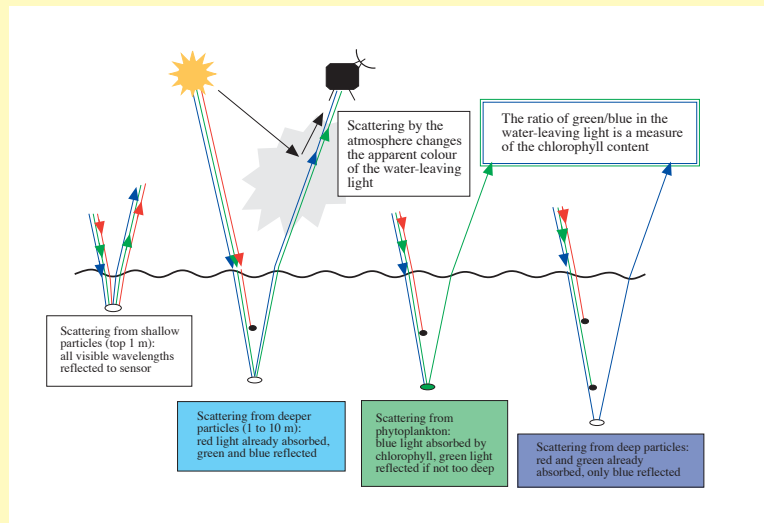 Scattering by the
atmosphere changes
the apparent colour
of the water-leaving
light
The ratio of green/blue in the
water-leaving light is a measure
of the chlorophyll content
Scattering from shallow
particles (top 1 m):
all visible wavelengths
reflected to sensor
Scattering from deeper
particles (1 to 10 m):
red light already absorbed,
green and blue reflected
Scattering from
phytoplankton:
blue light absorbed by
chlorophyll, green light
reflected if not too deep
Scattering from deep particles:
red and green already
absorbed, only blue reflected